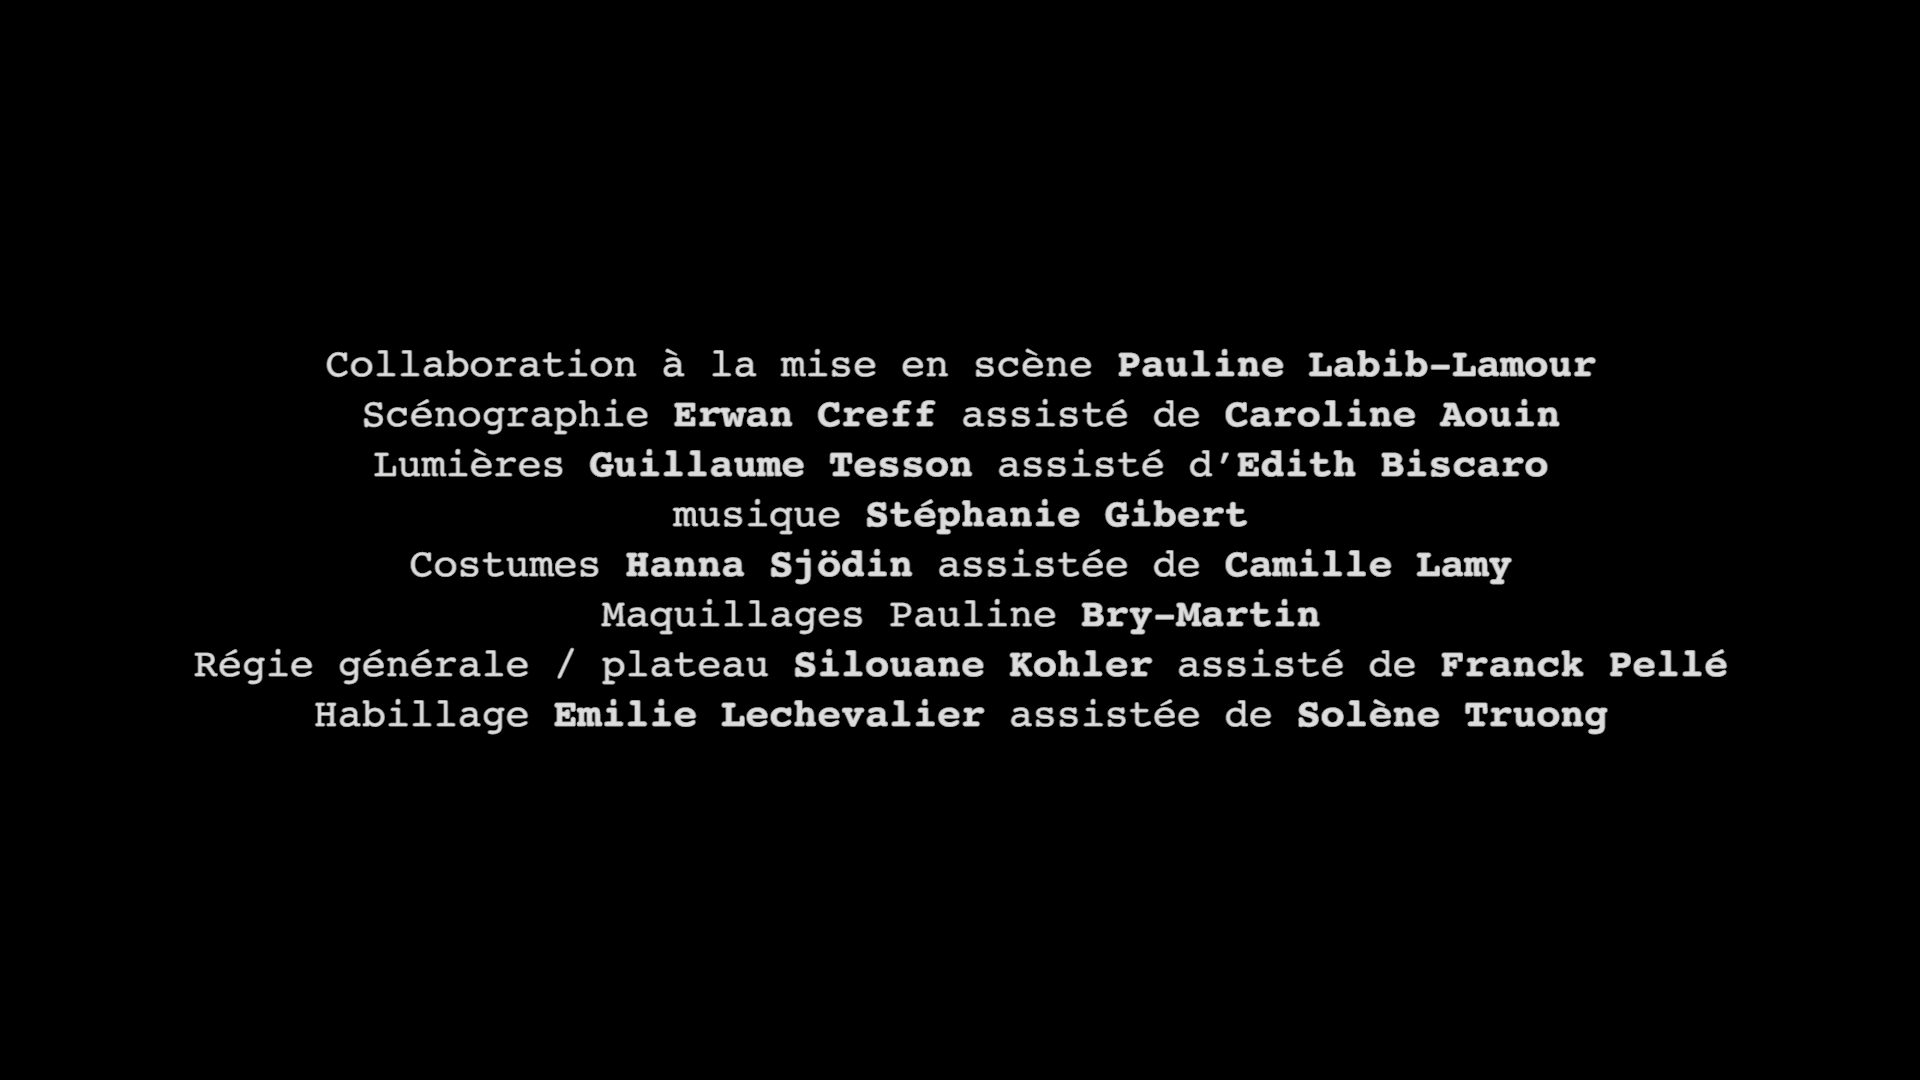 Collaboration à la mise en scène Pauline Labib-Lamour
Scénographie Erwan Creff assisté de Caroline Aouin
Lumières Guillaume Tesson assisté d’Edith Biscaro
musique Stéphanie Gibert
Costumes Hanna Sjödin assistée de Camille Lamy
Maquillages Pauline Bry-Martin
Régie générale / plateau Silouane Kohler assisté de Franck Pellé
Habillage Emilie Lechevalier assistée de Solène Truong